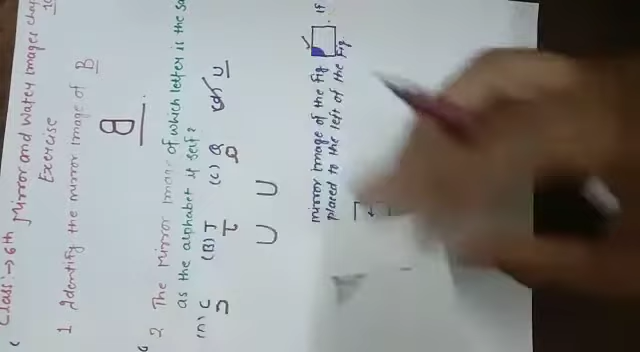 Class:→6th Mirror and Water Images
Exercise
1 Identify the mirror image of B
8
2 The Mirror Image of which letter is the
as the alphabet it self?
(A) C (B) J (C) Q U
U U
mirror image of the fig . If
placed to the left of the fig.